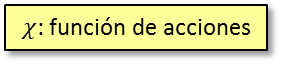 𝜒: función de acciones